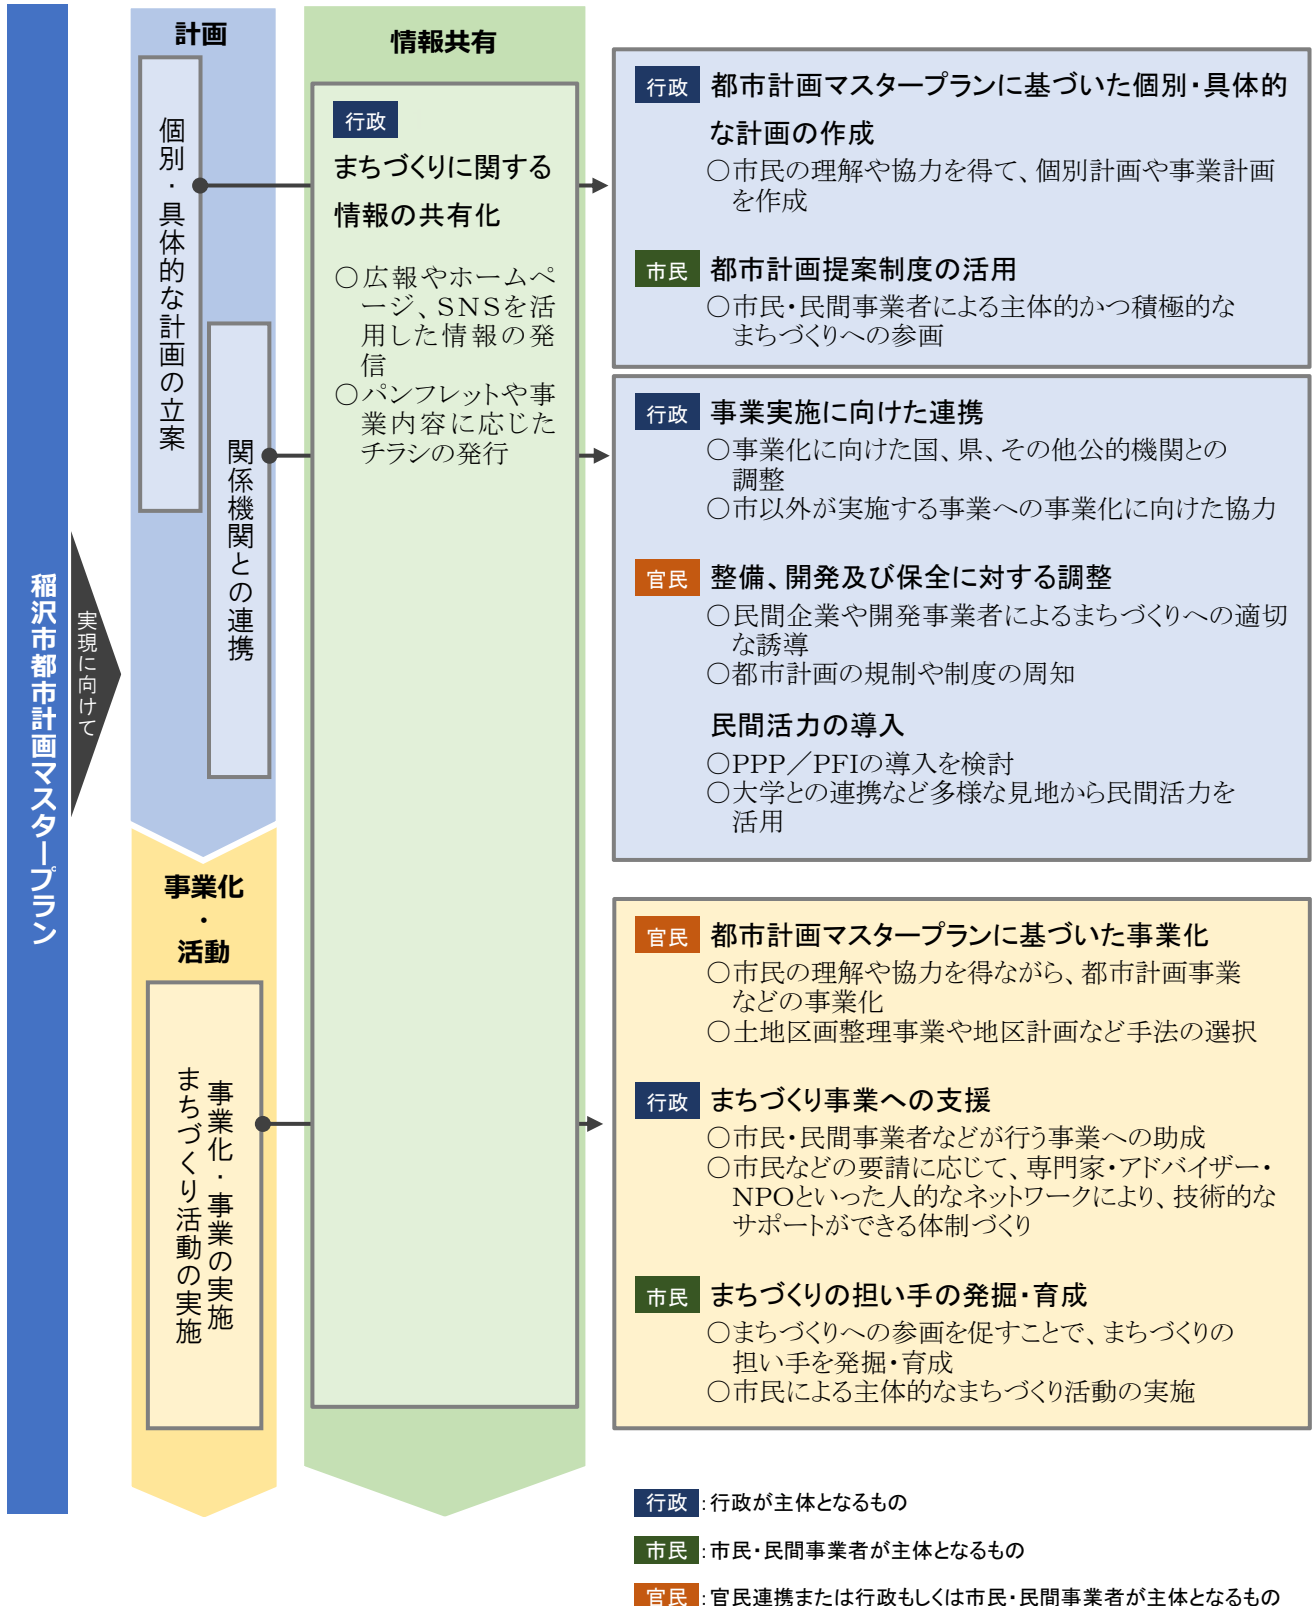 稲沢市都市計画マスタープラン
実現に向けて
計画
個別・具体的な計画の立案
関係機関との連携
事業化
・
活動
事業化・事業の実施
まちづくり活動の実施
情報共有
行政
まちづくりに関する
情報の共有化
○広報やホームペ
ージ、SNSを活
用した情報の発
信
○パンフレットや事
業内容に応じた
チラシの発行
行政 都市計画マスタープランに基づいた個別・具体的
な計画の作成
○市民の理解や協力を得て、個別計画や事業計画
を作成
市民 都市計画提案制度の活用
○市民・民間事業者による主体的かつ積極的な
まちづくりへの参画
行政 事業実施に向けた連携
○事業化に向けた国、県、その他公的機関との
調整
○市以外が実施する事業への事業化に向けた協力
官民 整備、開発及び保全に対する調整
○民間企業や開発事業者によるまちづくりへの適切
な誘導
○都市計画の規制や制度の周知
民間活力の導入
○PPP／PFIの導入を検討
○大学との連携など多様な見地から民間活力を
活用
官民 都市計画マスタープランに基づいた事業化
○市民の理解や協力を得ながら、都市計画事業
などの事業化
○土地区画整理事業や地区計画など手法の選択
行政 まちづくり事業への支援
○市民・民間事業者などが行う事業への助成
○市民などの要請に応じて、専門家・アドバイザー・
NPOといった人的なネットワークにより、技術的な
サポートができる体制づくり
市民 まちづくりの担い手の発掘・育成
○まちづくりへの参画を促すことで、まちづくりの
担い手を発掘・育成
○市民による主体的なまちづくり活動の実施
行政：行政が主体となるもの
市民：市民・民間事業者が主体となるもの
官民：官民連携または行政もしくは市民・民間事業者が主体となるもの